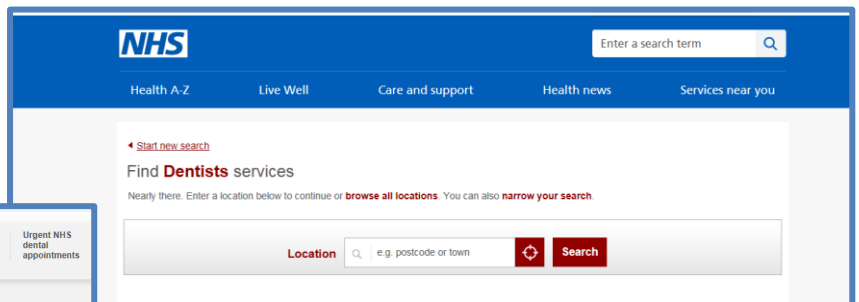 NHS
Enter a search term
Health A-Z Live Well Care and support Health news Services near you
Start new search
Find Dentists services
Nearly there. Enter a location below to continue or browse all locations. You can also narrow your search.
Location e.g. postcode or town Search
Urgent NHS
dental
appointments